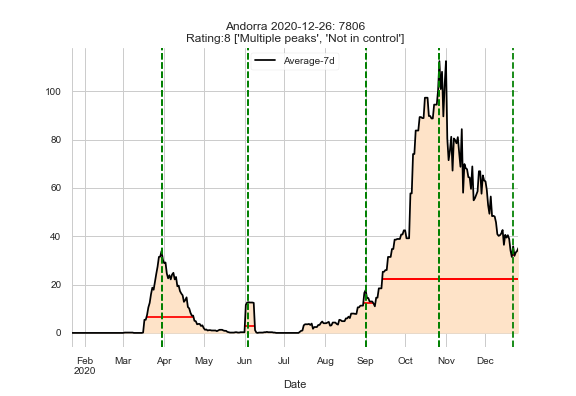 Andorra 2020-12-26: 7806
Rating:8 ['Multiple peaks', 'Not in control']
Average-7d
100
80
60
40
20
0
Feb Mar Apr May Jun Jul Aug Sep Oct Nov Dec
2020
Date